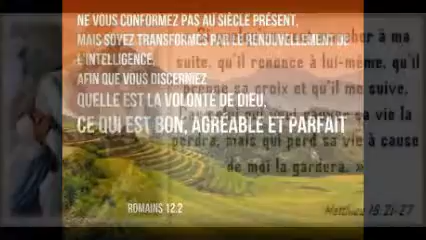 NE VOUS CONFORMEZ PAS AU SIÈCLE PRÉSENT,
MAIS SOYEZ TRANSFORMÉS PAR LE RENOUVELLEMENT DE
L'INTELLIGENCE,
AFIN QUE VOUS DISCERNIEZ
QUELLE EST LA VOLONTÉ DE DIEU,
CE QUI EST BON, AGRÉABLE ET PARFAIT
ROMAINS 12.2
à ma
suite, qu'il renonce à lui-même, qu'il
prenne sa croix et qu'il me suive,
sa vie la
perdra, mais qui perd sa vie à cause
de moi la gardera. »
Matthieu 16:21-27